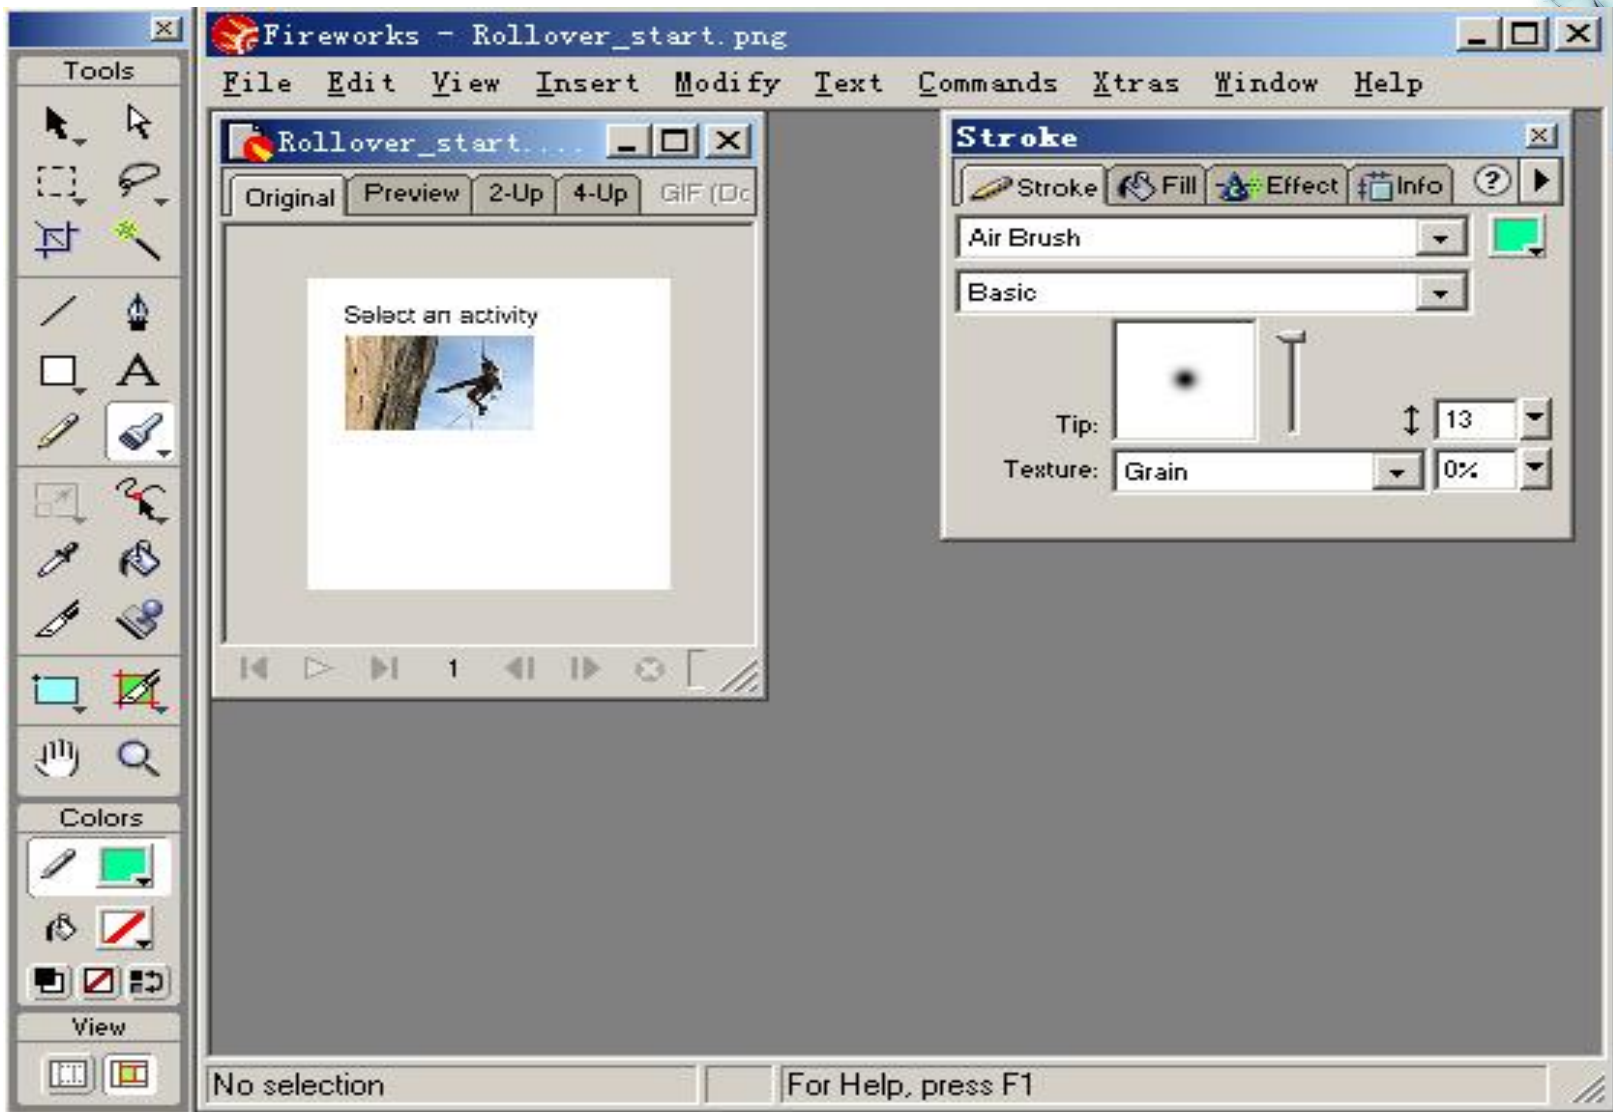 Fireworks - Rollover_start.png
File Edit View Insert Modify Text Commands Xtras Window Help
Tools
Colors
View
Rollover_start....
Original Preview 2-Up 4-Up GIF (Dc
Select an activity
1
Stroke
Stroke Fill Effect Info ?
Air Brush
Basic
Tip: 13
Texture: Grain 0%
No selection For Help, press F1